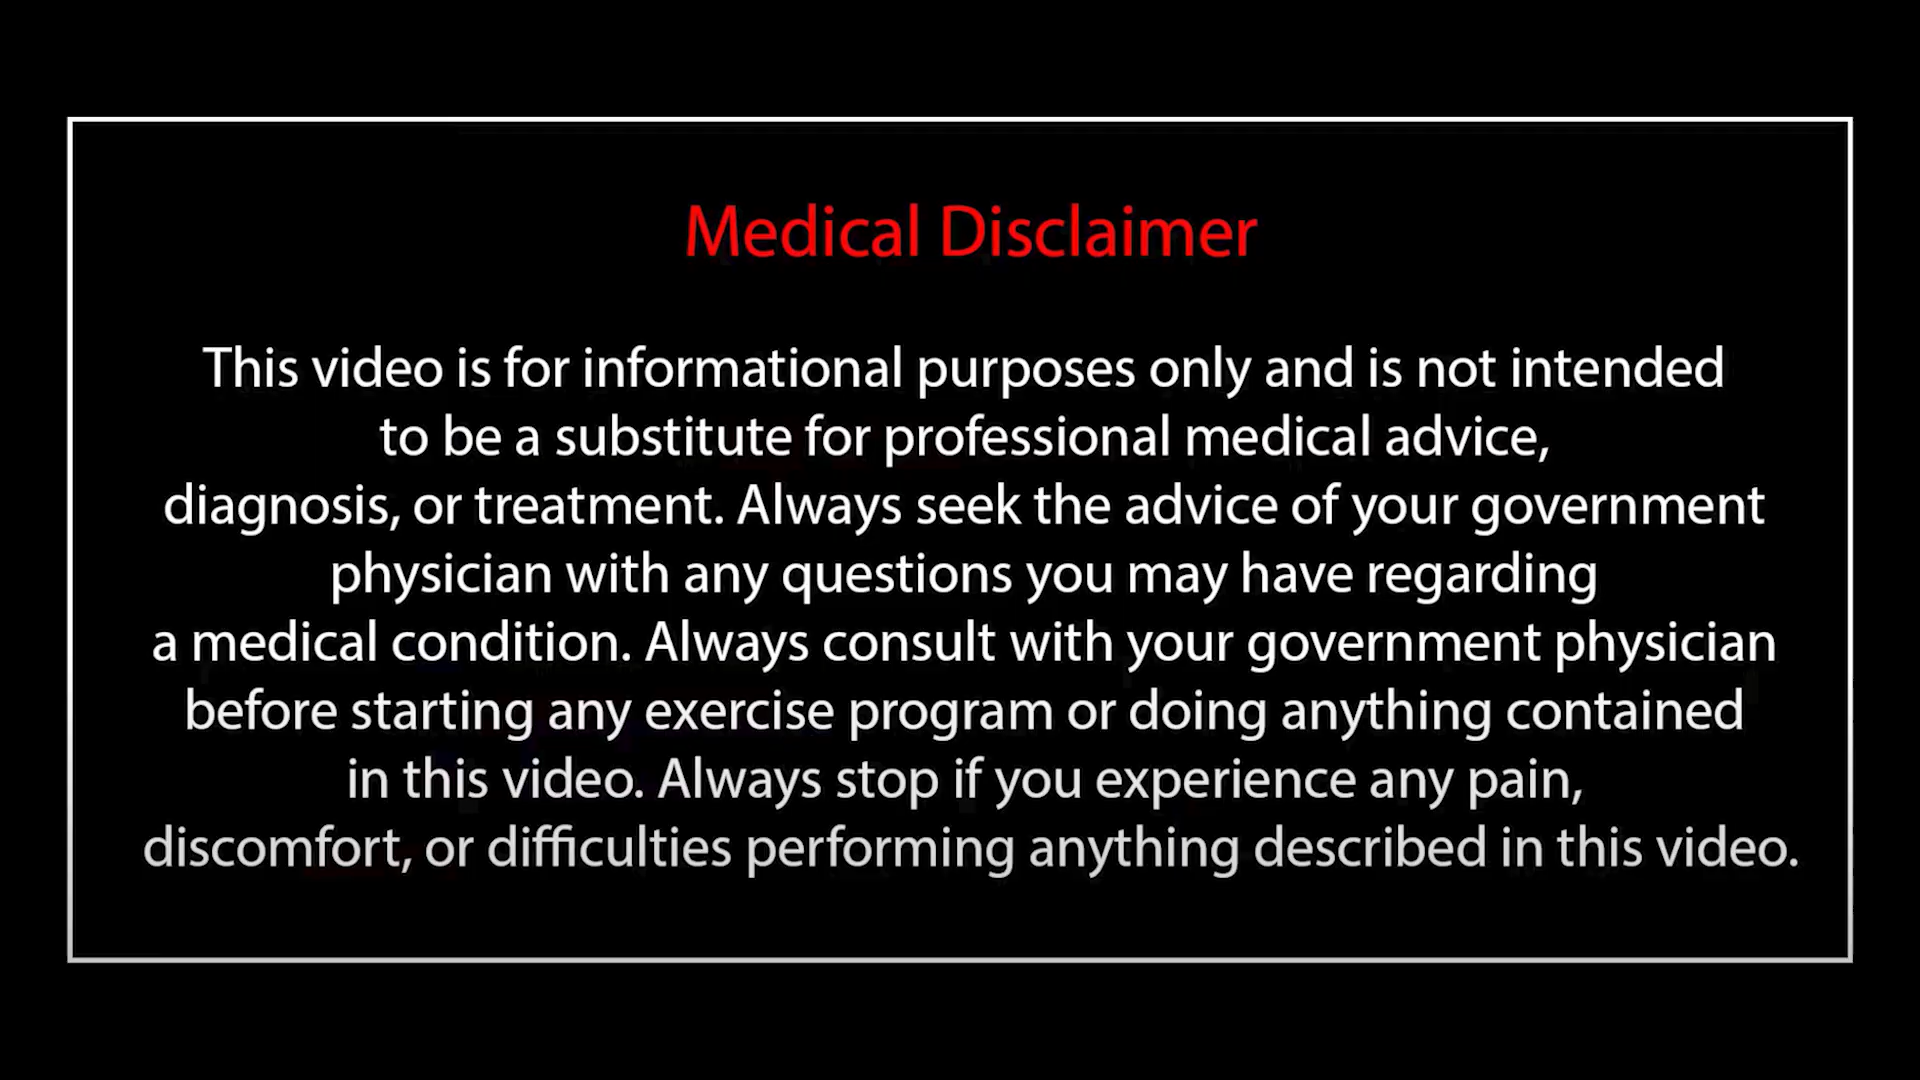 Medical Disclaimer
This video is for informational purposes only and is not intended
to be a substitute for professional medical advice,
diagnosis, or treatment. Always seek the advice of your government
physician with any questions you may have regarding
a medical condition. Always consult with your government physician
before starting any exercise program or doing anything contained
in this video. Always stop if you experience any pain,
discomfort, or difficulties performing anything described in this video.